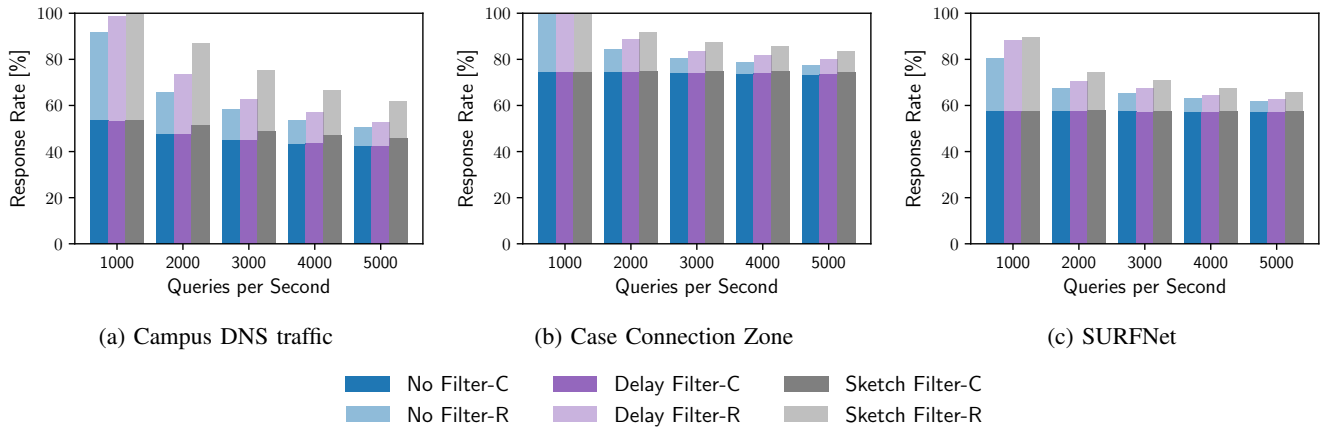 Response Rate [%]
100
80
60
40
20
0
1000 2000 3000 4000 5000
Queries per Second
(a) Campus DNS traffic
Response Rate [%]
100
80
60
40
20
0
1000 2000 3000 4000 5000
Queries per Second
(b) Case Connection Zone
Response Rate [%]
100
80
60
40
20
0
1000 2000 3000 4000 5000
Queries per Second
(c) SURFNet
No Filter-C Delay Filter-C Sketch Filter-C
No Filter-R Delay Filter-R Sketch Filter-R